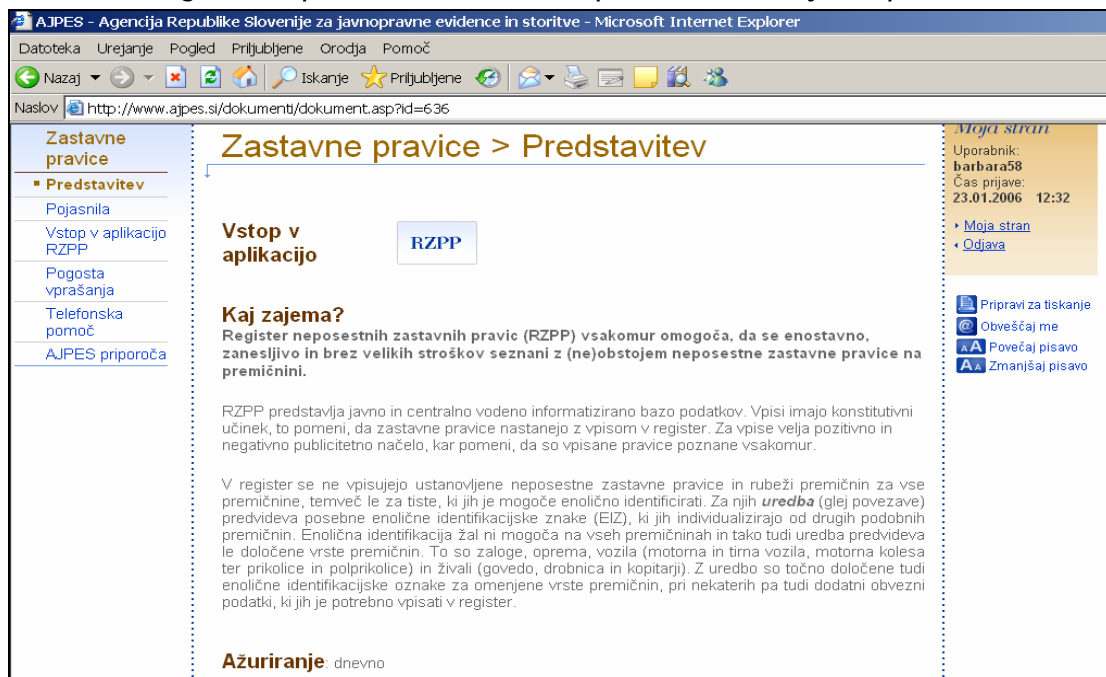 AJPES - Agencija Republike Slovenije za javnopravne evidence in storitve - Microsoft Internet Explorer
Datoteka Urejanje Pogled Priljubljene Orodja Pomoč
Nazaj Iskanje Priljubljene
Naslov http://www.ajpes.si/dokumenti/dokument.asp?id=636
Zastavne
pravice
Predstavitev
Pojasnila
Vstop v aplikacijo
RZPP
Pogosta
vprašanja
Telefonska
pomoč
AJPES priporoča
Zastavne pravice > Predstavitev
Vstop v
aplikacijo
RZPP
Kaj zajema?
Register neposestnih zastavnih pravic (RZPP) vsakomur omogoča, da se enostavno,
zanesljivo in brez velikih stroškov seznani z (ne)obstojem neposestne zastavne pravice na
premičnini.
RZPP predstavlja javno in centralno vodeno informatizirano bazo podatkov. Vpisi imajo konstitutivni
učinek, to pomeni, da zastavne pravice nastanejo z vpisom v register. Za vpise velja pozitivno in
negativno publicitetno načelo, kar pomeni, da so vpisane pravice poznane vsakomur.
V register se ne vpisujejo ustanovljene neposestne zastavne pravice in rubeži premičnin za vse
premičnine, temveč le za tiste, ki jih je mogoče enolično identificirati. Za njih uredba (glej povezave)
predvideva posebne enolične identifikacijske znake (EIZ), ki jih individualizirajo od drugih podobnih
premičnin. Enolična identifikacija žal ni mogoča na vseh premičninah in tako tudi uredba predvideva
le določene vrste premičnin. To so zaloge, oprema, vozila (motorna in tirna vozila, motorna kolesa
ter prikolice in polprikolice) in živali (govedo, drobnica in kopitarji). Z uredbo so točno določene tudi
enolične identifikacijske oznake za omenjene vrste premičnin, pri nekaterih pa tudi dodatni obvezni
podatki, ki jih je potrebno vpisati v register.
Ažuriranje: dnevno
Moja stran
Uporabnik:
barbara58
Čas prijave:
23.01.2006 12:32
Moja stran
Odjava
Pripravi za tiskanje
Obveščaj me
Povečaj pisavo
Zmanjšaj pisavo